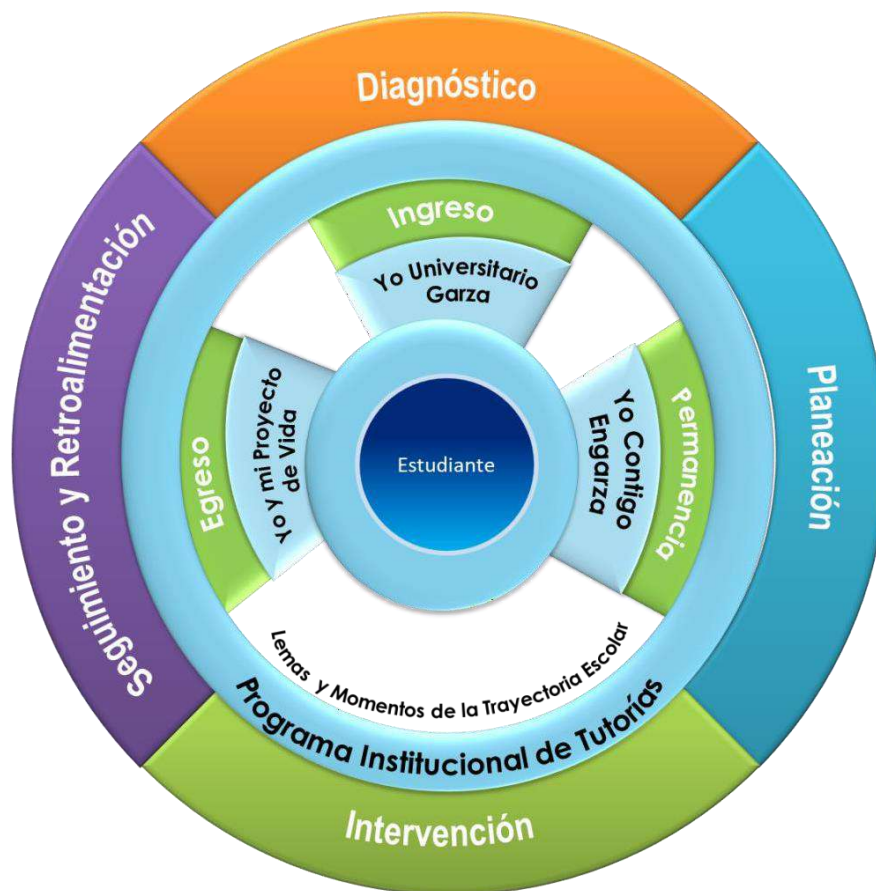 Diagnóstico
Ingreso
Yo Universitario
Garza
Planeación
Permanencia
Yo Contigo
Engarza
Estudiante
Egreso
Yo y mi Proyecto
de Vida
Seguimiento y Retroalimentación
Lemas y Momentos de la Trayectoria Escolar
Programa Institucional de Tutorías
Intervención